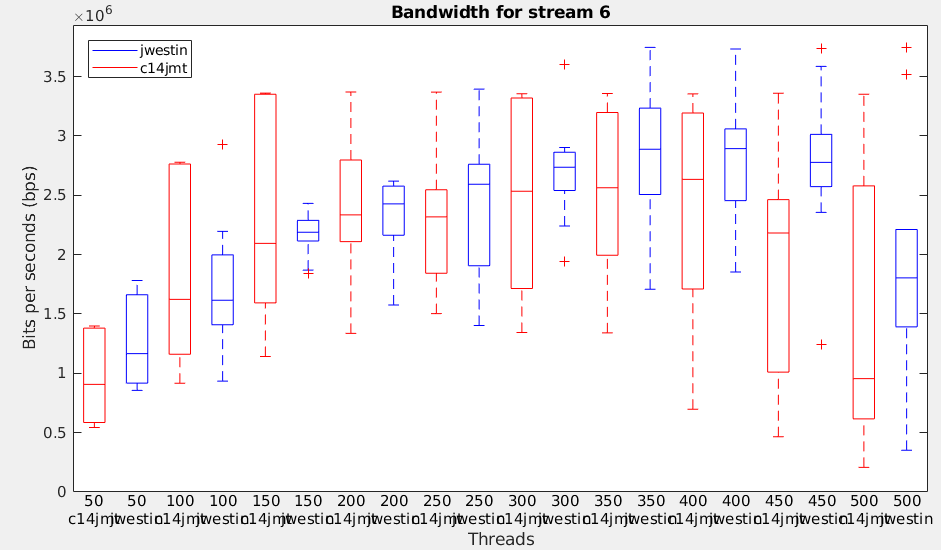 Bandwidth for stream 6
×10^6
jwestin
c14jmt
3.5
3
2.5
2
1.5
1
0.5
0
Bits per seconds (bps)
50 50 100 100 150 150 200 200 250 250 300 300 350 350 400 400 450 450 500 500
c14jmt jwestin c14jmt jwestin c14jmt jwestin c14jmt jwestin c14jmt jwestin c14jmt jwestin c14jmt jwestin c14jmt jwestin c14jmt jwestin c14jmt jwestin
Threads